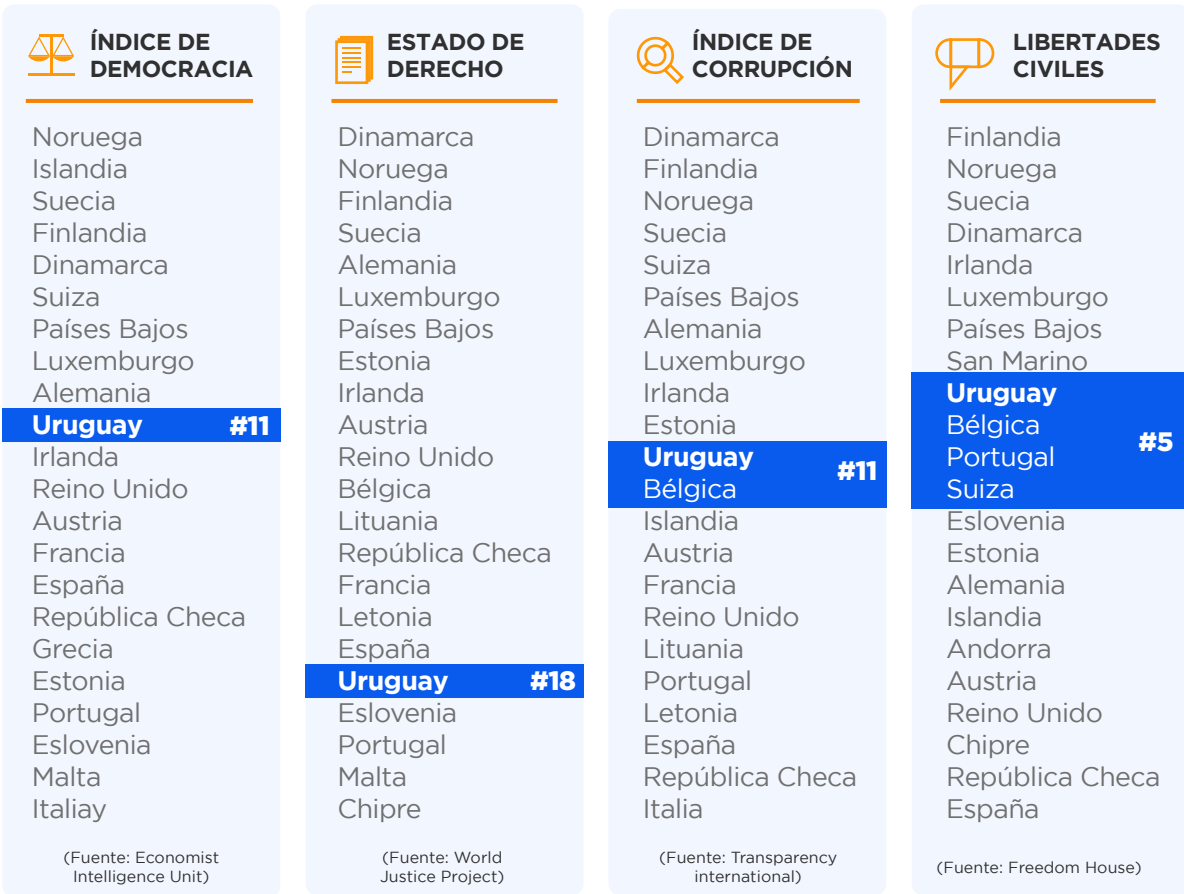 ÍNDICE DE
DEMOCRACIA
Noruega
Islandia
Suecia
Finlandia
Dinamarca
Suiza
Países Bajos
Luxemburgo
Alemania
Uruguay #11
Irlanda
Reino Unido
Austria
Francia
España
República Checa
Grecia
Estonia
Portugal
Eslovenia
Malta
Italiay
(Fuente: Economist
Intelligence Unit)
ESTADO DE
DERECHO
Dinamarca
Noruega
Finlandia
Suecia
Alemania
Luxemburgo
Países Bajos
Estonia
Irlanda
Austria
Reino Unido
Bélgica
Lituania
República Checa
Francia
Letonia
España
Uruguay #18
Eslovenia
Portugal
Malta
Chipre
(Fuente: World
Justice Project)
ÍNDICE DE
CORRUPCIÓN
Dinamarca
Finlandia
Noruega
Suecia
Suiza
Países Bajos
Alemania
Luxemburgo
Irlanda
Estonia
Uruguay
#11
Bélgica
Islandia
Austria
Francia
Reino Unido
Lituania
Portugal
Letonia
España
República Checa
Italia
(Fuente: Transparency
international)
LIBERTADES
CIVILES
Finlandia
Noruega
Suecia
Dinamarca
Irlanda
Luxemburgo
Países Bajos
San Marino
Uruguay
Bélgica
#5
Portugal
Suiza
Eslovenia
Estonia
Alemania
Islandia
Andorra
Austria
Reino Unido
Chipre
República Checa
España
(Fuente: Freedom House)